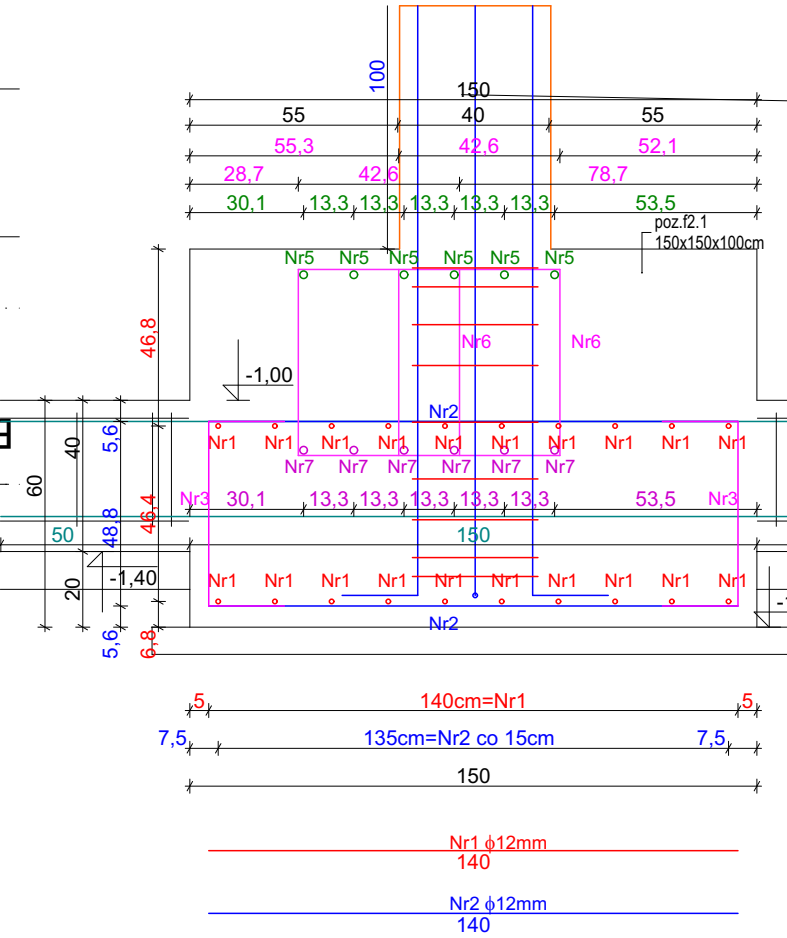 100
150
55 40 55
55,3 42,6 52,1
28,7 42,6 78,7
30,1 13,3 13,3 13,3 13,3 13,3 53,5
poz.f2.1
150x150x100cm
Nr5 Nr5 Nr5 Nr5 Nr5 Nr5
46,8
Nr6 Nr6
-1,00
Nr2
5,6
40
60
Nr1 Nr1 Nr1 Nr1 Nr1 Nr1 Nr1 Nr1 Nr1 Nr1
Nr7 Nr7 Nr7 Nr7 Nr7 Nr7
Nr3 30,1 13,3 13,3 13,3 13,3 13,3 53,5 Nr3
48,8
46,4
50 150
-1,40
20
Nr1 Nr1 Nr1 Nr1 Nr1 Nr1 Nr1 Nr1 Nr1 Nr1
Nr2
5,6
6,8
5 140cm=Nr1 5
7,5 135cm=Nr2 co 15cm 7,5
150
Nr1 ϕ12mm
140
Nr2 ϕ12mm
140